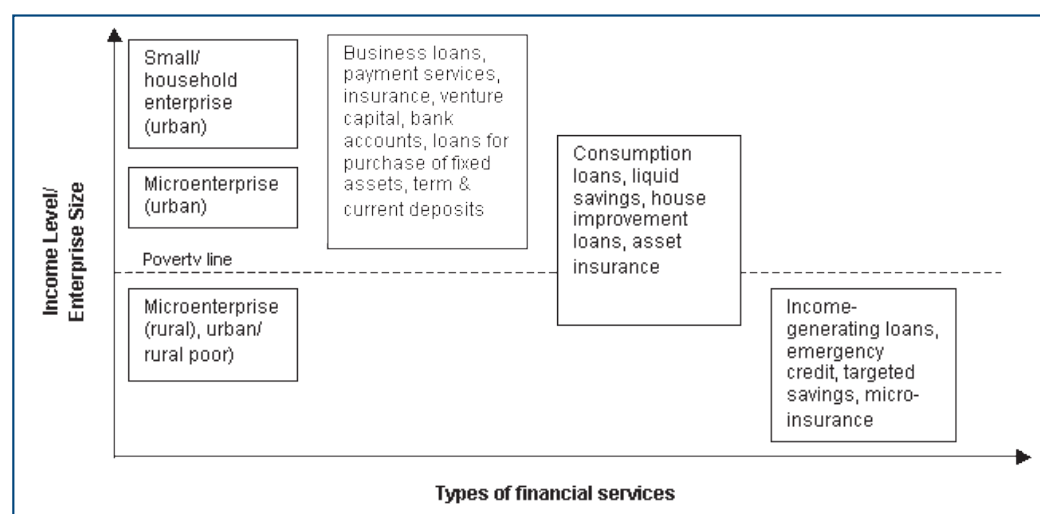 Income Level/
Enterprise Size
Small/
household
enterprise
(urban)
Microenterprise
(urban)
Poverty line
Microenterprise
(rural), urban/
rural poor)
Business loans,
payment services,
insurance, venture
capital, bank
accounts, loans for
purchase of fixed
assets, term &
current deposits
Consumption
loans, liquid
savings, house
improvement
loans, asset
insurance
Income-
generating loans,
emergency
credit, targeted
savings, micro-
insurance
Types of financial services